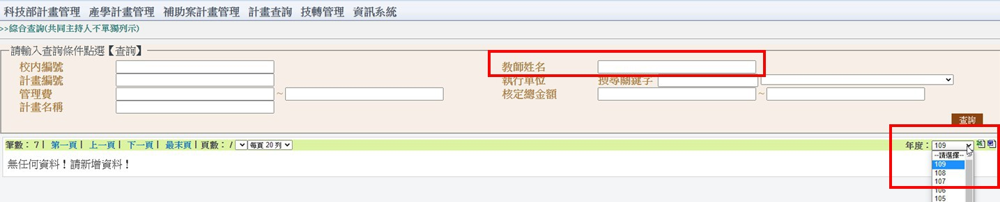 科技部計畫管理 產學計畫管理 補助案計畫管理 計畫查詢 技轉管理 資訊系統
>>綜合查詢(共同主持人不單獨列示)
請輸入查詢條件點選【查詢】
校內編號 教師姓名
計畫編號 執行單位 搜尋關鍵字
管理費 ~ 核定總金額 ~
計畫名稱
查詢
筆數：7| 第一頁| 上一頁| 下一頁| 最末頁|頁數：/ 每頁 20 列 年度：109
無任何資料！請新增資料！
--請選擇--
109
108
107
106
105